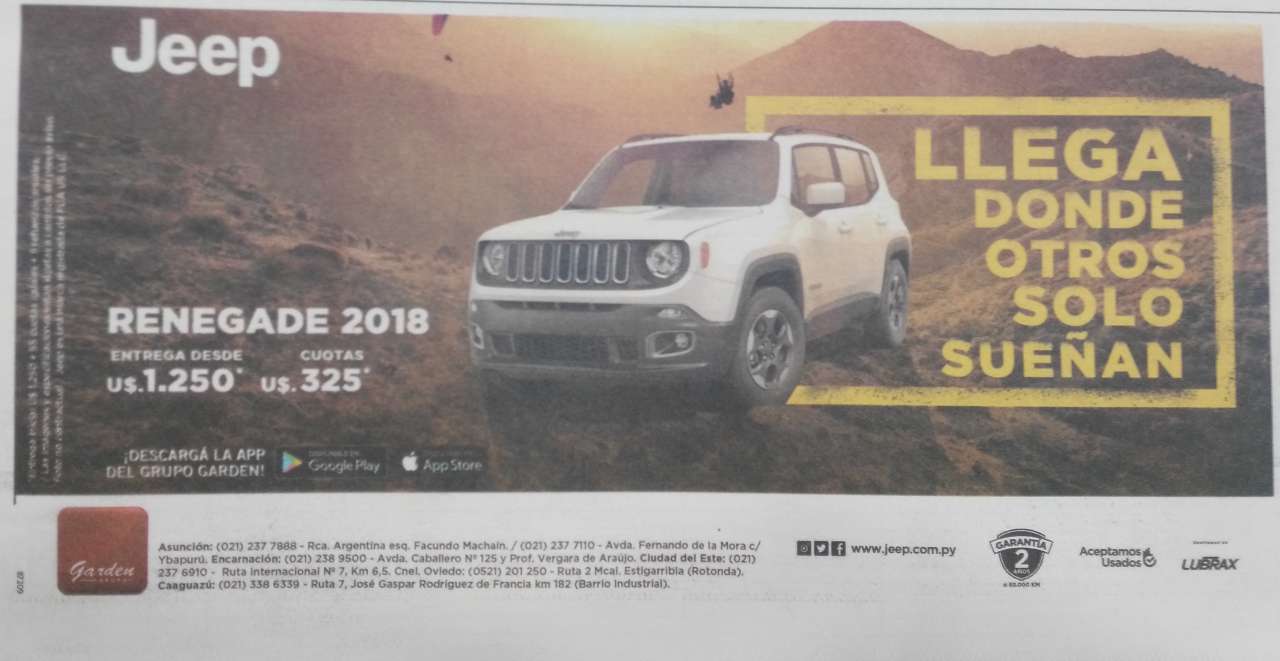 Jeep
LLEGA
DONDE
OTROS
SOLO
SUEÑAN
Jeep
RENEGADE 2018
ENTREGA DESDE CUOTAS
U$.1.250* U$.325*
¡DESCARGÁ LA APP
DEL GRUPO GARDEN!
Google Play
App Store
Garden
Asunción: (021) 237 7888 - Rca. Argentina esq. Facundo Machaín. / (021) 237 7110 - Avda. Fernando de la Mora c/
Ybapurú. Encarnación: (021) 238 9500 - Avda. Caballero Nº 125 y Prof. Vergara de Araújo. Ciudad del Este: (021)
237 6910 - Ruta Internacional Nº 7, Km 6,5. Cnel. Oviedo: (0521) 201 250 - Ruta 2 Mcal. Estigarribia (Rotonda).
Caaguazú: (021) 338 6339 - Ruta 7, José Gaspar Rodríguez de Francia km 182 (Barrio Industrial).
www.jeep.com.py
GARANTÍA
2
AÑOS
Aceptamos
Usados
LUBRAX